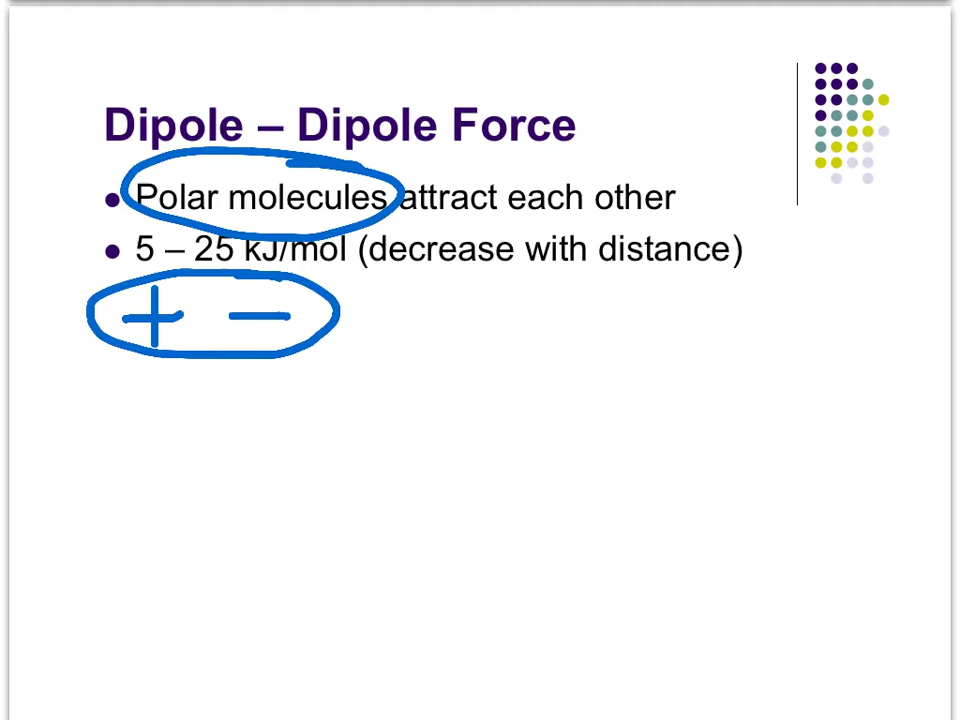 Dipole – Dipole Force
Polar molecules attract each other
5 – 25 kJ/mol (decrease with distance)
+ –